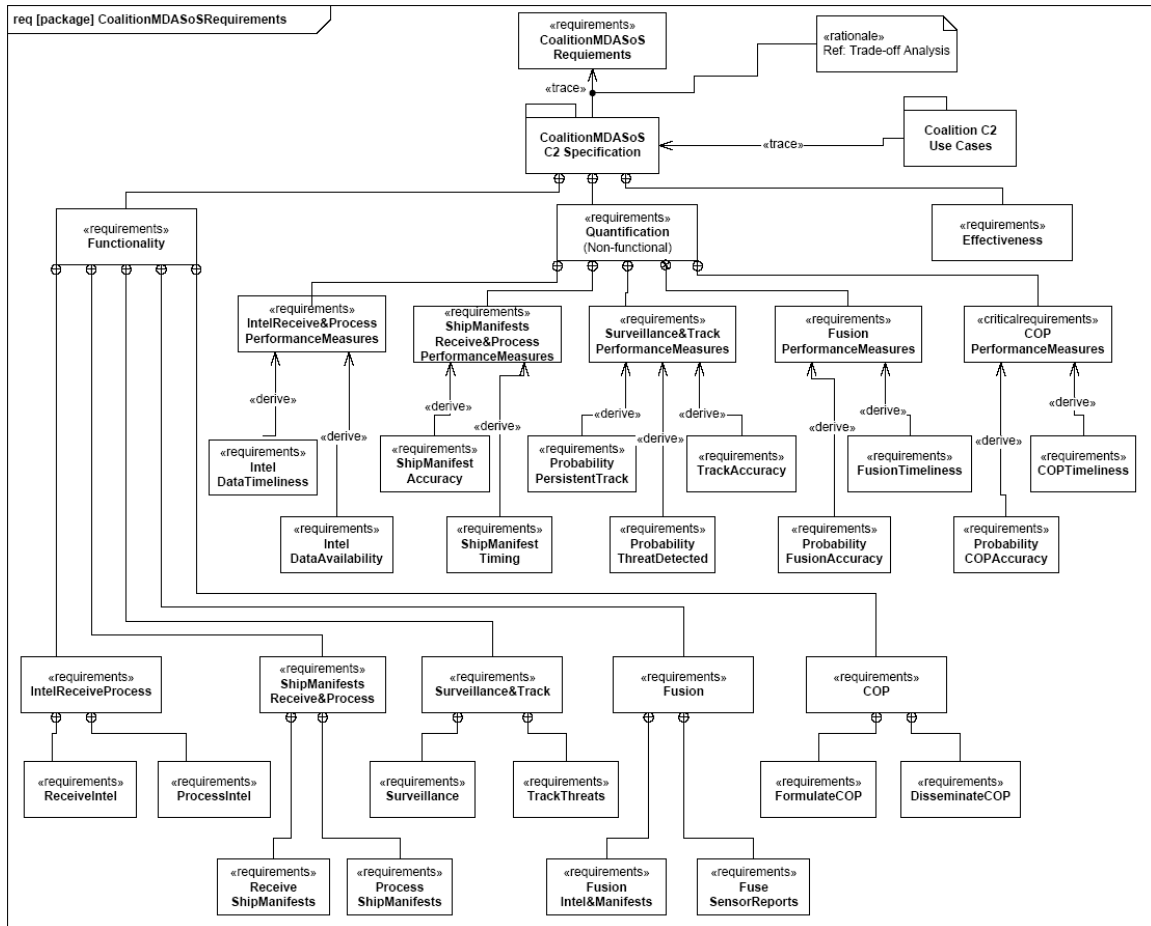 req [package] CoalitionMDASoSRequirements
«requirements»
CoalitionMDASoS
Requiements
«rationale»
Ref: Trade-off Analysis
«trace»
CoalitionMDASoS
C2 Specification
«trace»
Coalition C2
Use Cases
«requirements»
Functionality
«requirements»
Quantification
(Non-functional)
«requirements»
Effectiveness
«requirements»
IntelReceive&Process
PerformanceMeasures
«requirements»
ShipManifests
Receive&Process
PerformanceMeasures
«requirements»
Surveillance&Track
PerformanceMeasures
«requirements»
Fusion
PerformanceMeasures
«criticalrequirements»
COP
PerformanceMeasures
«derive»
«derive»
«derive»
«derive»
«derive»
«derive»
«derive»
«derive»
«derive»
«derive»
«derive»
«requirements»
Intel
DataTimeliness
«requirements»
ShipManifest
Accuracy
«requirements»
Probability
PersistentTrack
«requirements»
TrackAccuracy
«requirements»
FusionTimeliness
«requirements»
COPTimeliness
«requirements»
Intel
DataAvailability
«requirements»
ShipManifest
Timing
«requirements»
Probability
ThreatDetected
«requirements»
Probability
FusionAccuracy
«requirements»
Probability
COPAccuracy
«requirements»
IntelReceiveProcess
«requirements»
ShipManifests
Receive&Process
«requirements»
Surveillance&Track
«requirements»
Fusion
«requirements»
COP
«requirements»
ReceiveIntel
«requirements»
ProcessIntel
«requirements»
Surveillance
«requirements»
TrackThreats
«requirements»
FormulateCOP
«requirements»
DisseminateCOP
«requirements»
Receive
ShipManifests
«requirements»
Process
ShipManifests
«requirements»
Fusion
Intel&Manifests
«requirements»
Fuse
SensorReports